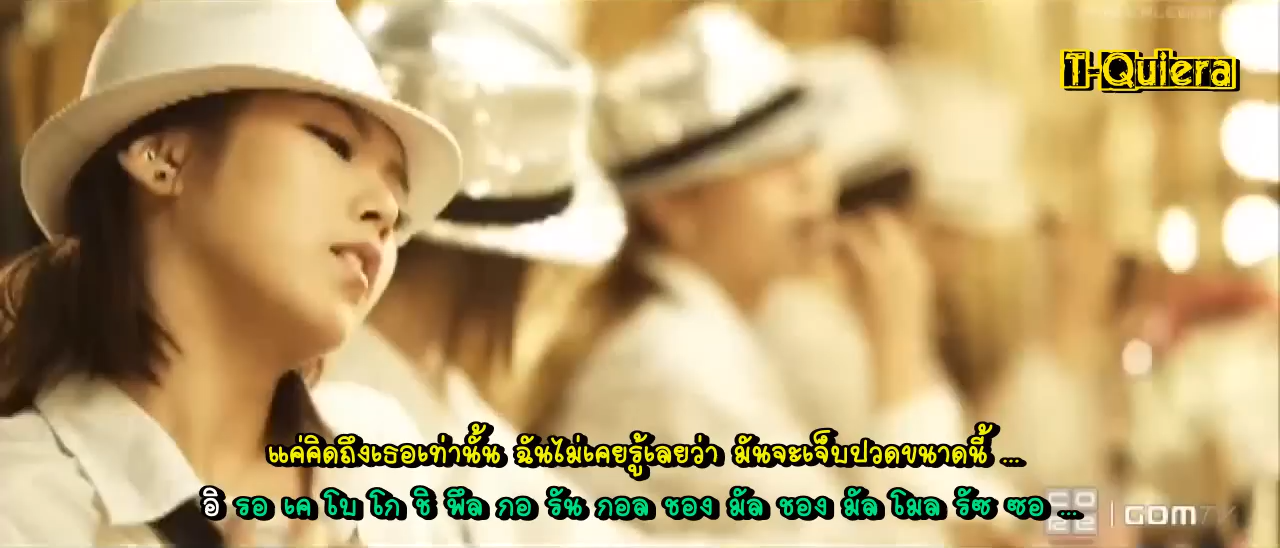 T-Quiera
แค่คิดถึงเธอเท่านั้น ฉันไม่เคยรู้เลยว่า มันจะเจ็บปวดขนาดนี้ ...
อิ รอ เค โบ โก ชิ พึล กอ รัน กอล ซอง มัล ซอง มัล โมล รัซ ซอ ...
GOMTV